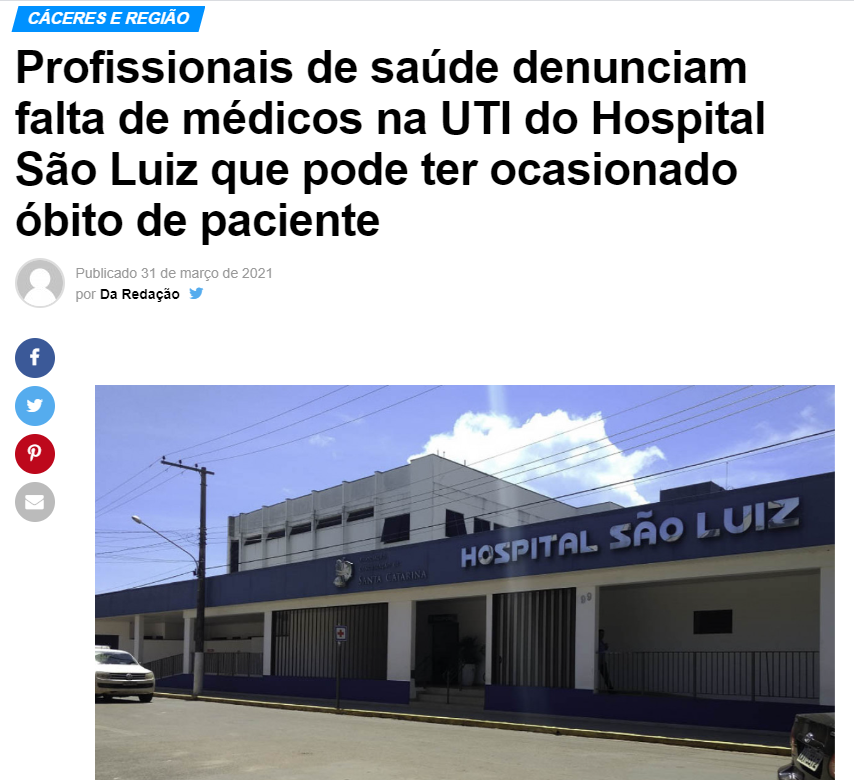 CÁCERES E REGIÃO
Profissionais de saúde denunciam
falta de médicos na UTI do Hospital
São Luiz que pode ter ocasionado
óbito de paciente
Publicado 31 de março de 2021
por Da Redação
HOSPITAL SÃO LUIZ
SANTA CATARINA